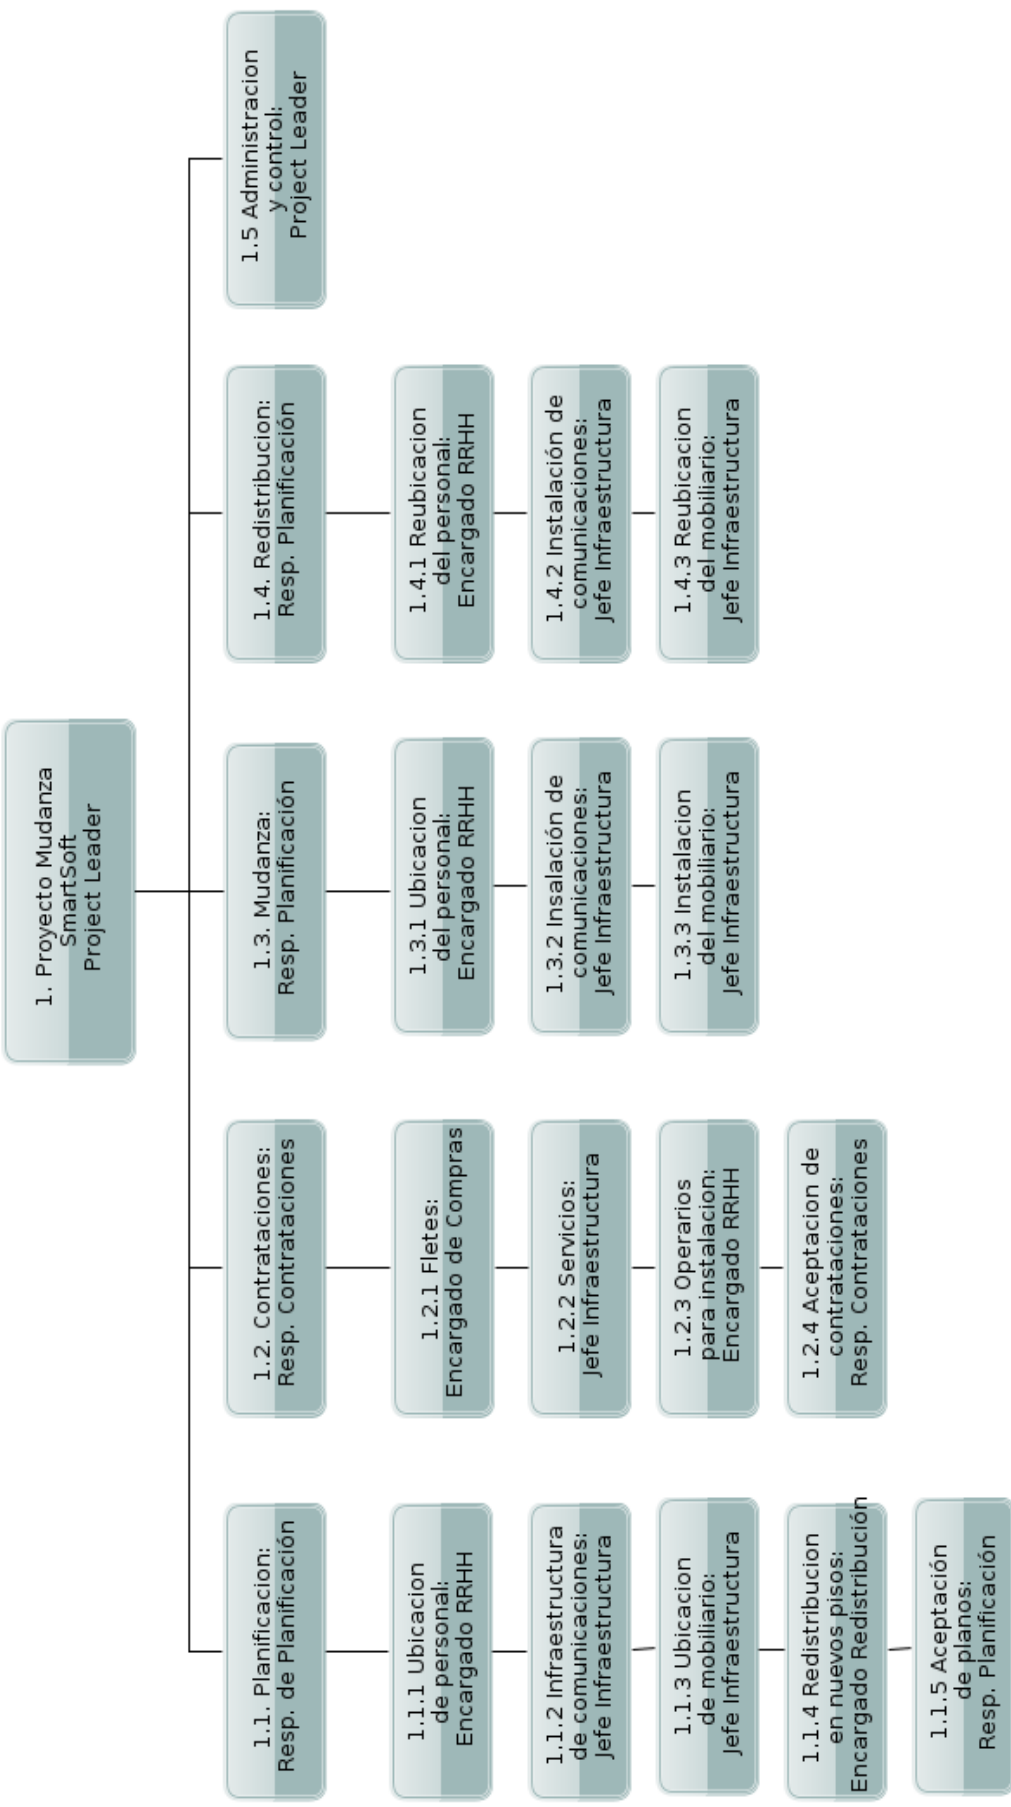 1. Proyecto Mudanza
SmartSoft
Project Leader
1.1. Planificacion:
Resp. de Planificación
1.1.1 Ubicacion
de personal:
Encargado RRHH
1.1.2 Infraestructura
de comunicaciones:
Jefe Infraestructura
1.1.3 Ubicacion
de mobiliario:
Jefe Infraestructura
1.1.4 Redistribucion
en nuevos pisos:
Encargado Redistribución
1.1.5 Aceptación
de planos:
Resp. Planificación
1.2. Contrataciones:
Resp. Contrataciones
1.2.1 Fletes:
Encargado de Compras
1.2.2 Servicios:
Jefe Infraestructura
1.2.3 Operarios
para instalacion:
Encargado RRHH
1.2.4 Aceptacion de
contrataciones:
Resp. Contrataciones
1.3. Mudanza:
Resp. Planificación
1.3.1 Ubicacion
del personal:
Encargado RRHH
1.3.2 Insalación de
comunicaciones:
Jefe Infraestructura
1.3.3 Instalacion
del mobiliario:
Jefe Infraestructura
1.4. Redistribucion:
Resp. Planificación
1.4.1 Reubicacion
del personal:
Encargado RRHH
1.4.2 Instalación de
comunicaciones:
Jefe Infraestructura
1.4.3 Reubicacion
del mobiliario:
Jefe Infraestructura
1.5 Administracion
y control:
Project Leader